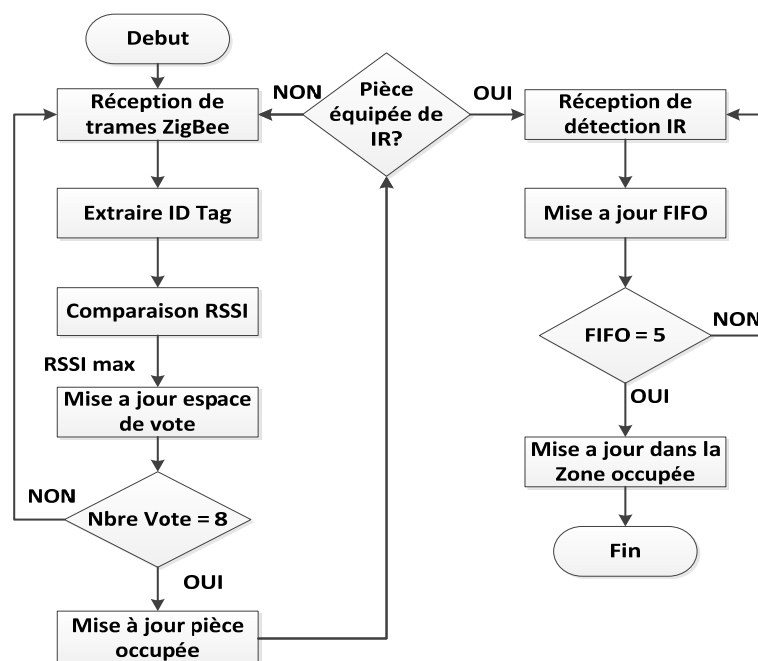 Debut
Réception de
trames ZigBee
Extraire ID Tag
Comparaison RSSI
RSSI max
Mise a jour espace
de vote
NON
Nbre Vote = 8
OUI
Mise à jour pièce
occupée
NON
Pièce
équipée de
IR?
OUI
Réception de
détection IR
Mise a jour FIFO
FIFO = 5
NON
OUI
Mise a jour dans la
Zone occupée
Fin